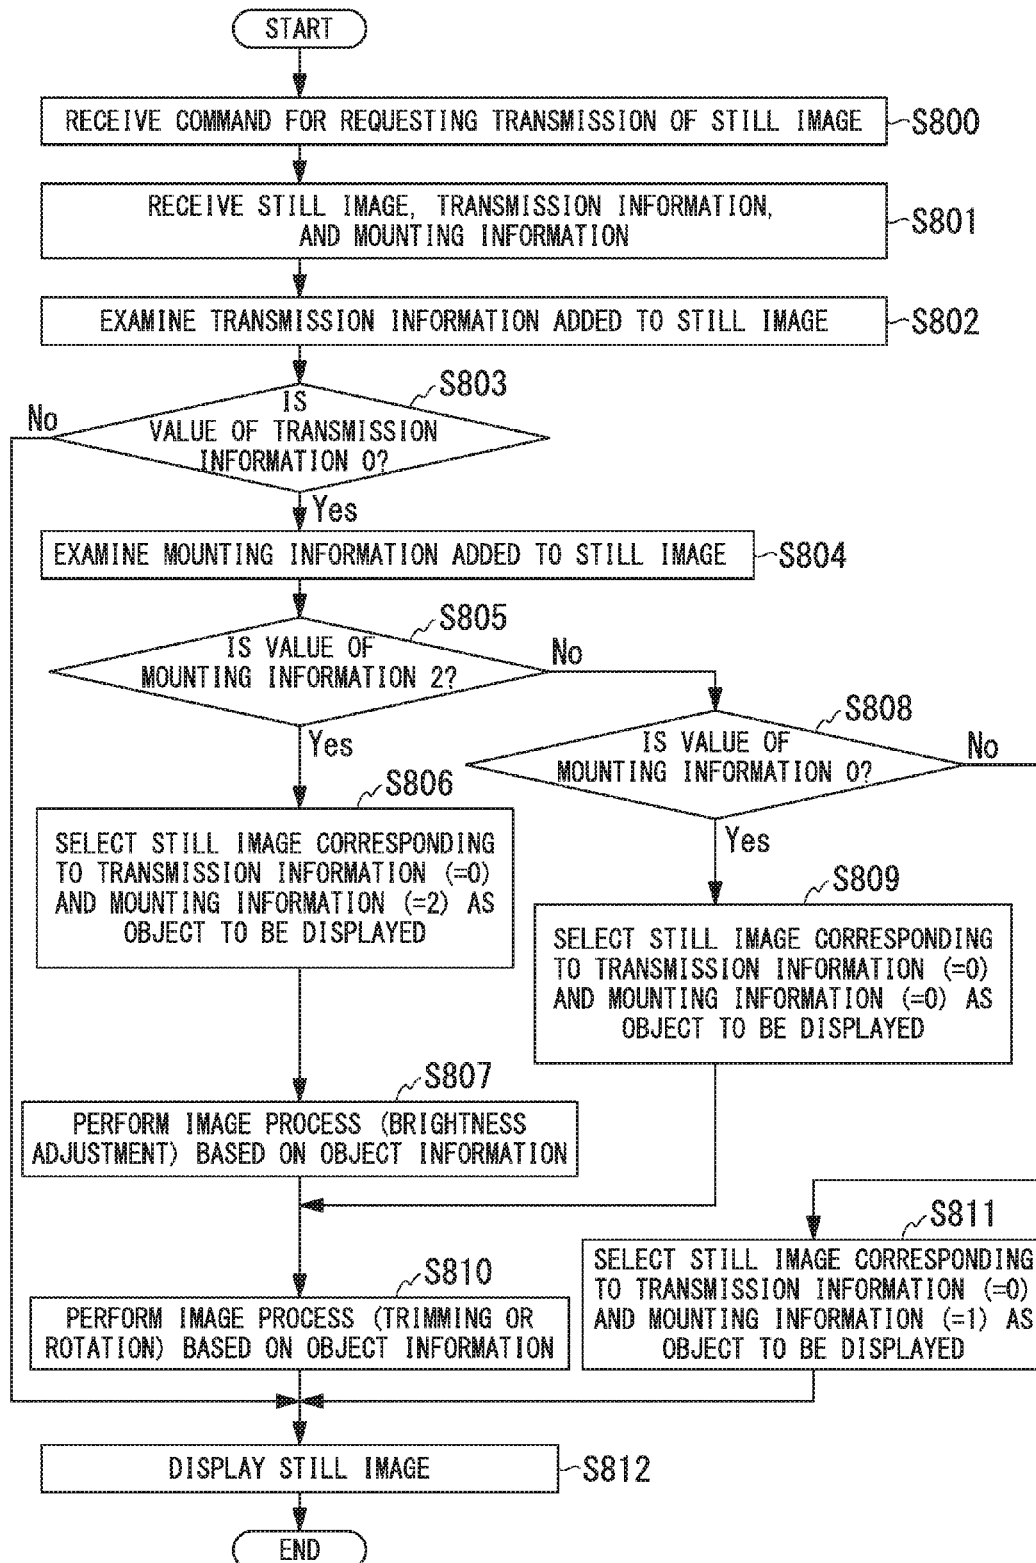 START
RECEIVE COMMAND FOR REQUESTING TRANSMISSION OF STILL IMAGE
S800
RECEIVE STILL IMAGE, TRANSMISSION INFORMATION,
AND MOUNTING INFORMATION
S801
EXAMINE TRANSMISSION INFORMATION ADDED TO STILL IMAGE
S802
S803
No
IS
VALUE OF TRANSMISSION
INFORMATION 0?
Yes
EXAMINE MOUNTING INFORMATION ADDED TO STILL IMAGE
S804
S805
IS VALUE OF
MOUNTING INFORMATION 2?
No
Yes
S808
IS VALUE OF
MOUNTING INFORMATION 0?
No
Yes
S806
SELECT STILL IMAGE CORRESPONDING
TO TRANSMISSION INFORMATION (=0)
AND MOUNTING INFORMATION (=2) AS
OBJECT TO BE DISPLAYED
S809
SELECT STILL IMAGE CORRESPONDING
TO TRANSMISSION INFORMATION (=0)
AND MOUNTING INFORMATION (=0) AS
OBJECT TO BE DISPLAYED
S807
PERFORM IMAGE PROCESS (BRIGHTNESS
ADJUSTMENT) BASED ON OBJECT INFORMATION
S811
SELECT STILL IMAGE CORRESPONDING
TO TRANSMISSION INFORMATION (=0)
AND MOUNTING INFORMATION (=1) AS
OBJECT TO BE DISPLAYED
S810
PERFORM IMAGE PROCESS (TRIMMING OR
ROTATION) BASED ON OBJECT INFORMATION
DISPLAY STILL IMAGE
S812
END